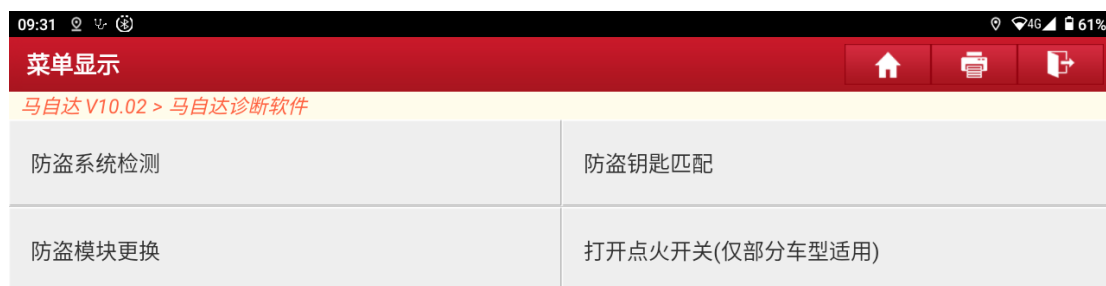 09:31 4G 61%
菜单显示
马自达 V10.02 > 马自达诊断软件
防盗系统检测 防盗钥匙匹配
防盗模块更换 打开点火开关(仅部分车型适用)